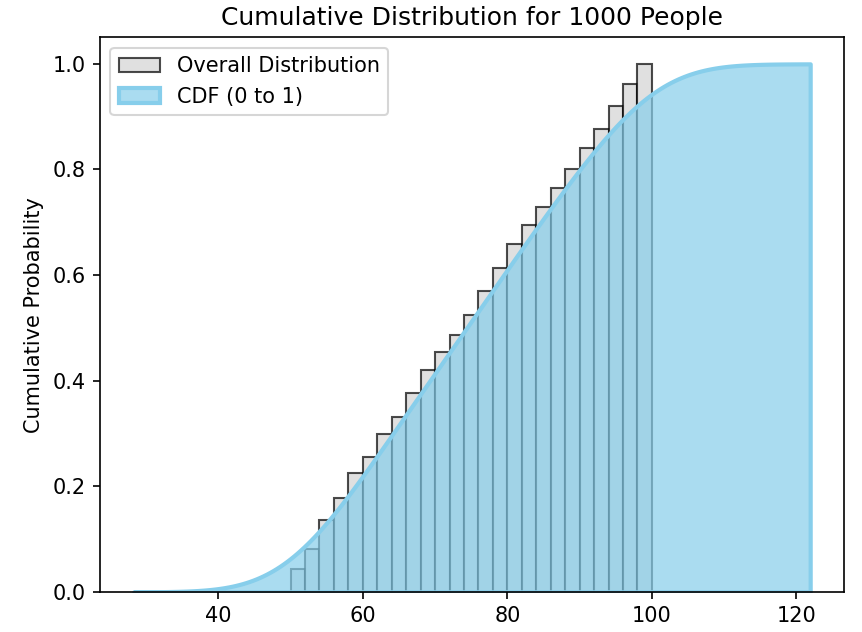 Cumulative Distribution for 1000 People
Overall Distribution
CDF (0 to 1)
Cumulative Probability
1.0
0.8
0.6
0.4
0.2
0.0
40 60 80 100 120